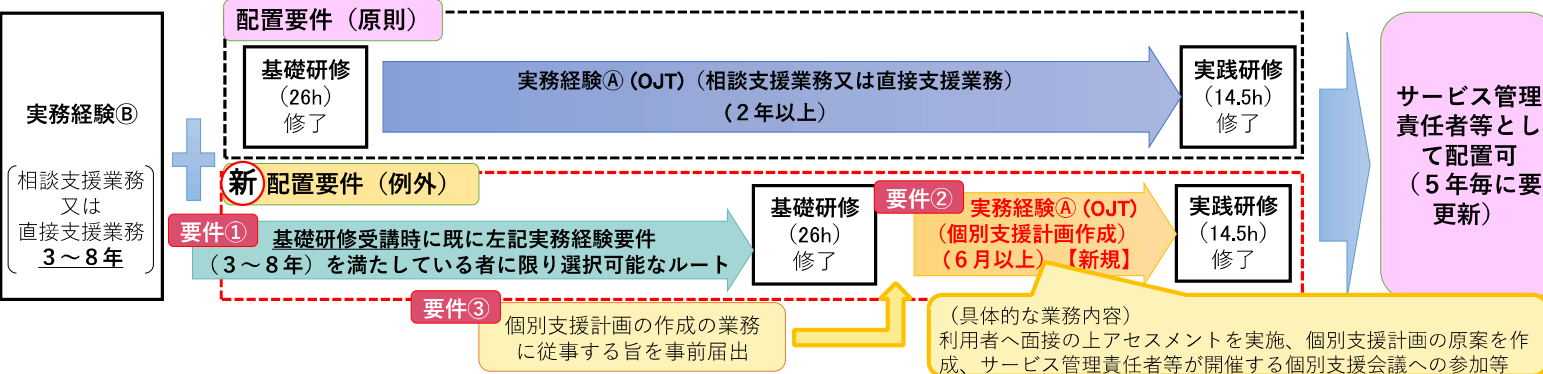 実務経験Ⓑ
相談支援業務
又は
直接支援業務
３～８年
配置要件（原則）
基礎研修
(26h)
修了
実務経験Ⓐ (OJT)（相談支援業務又は直接支援業務）
（２年以上）
実践研修
(14.5h)
修了
新 配置要件（例外）
要件①
基礎研修受講時に既に左記実務経験要件
（３～８年）を満たしている者に限り選択可能なルート
基礎研修
(26h)
修了
要件②
実務経験Ⓐ (OJT)
（個別支援計画作成）
（６月以上）【新規】
実践研修
(14.5h)
修了
要件③
個別支援計画の作成の業務
に従事する旨を事前届出
（具体的な業務内容）
利用者へ面接の上アセスメントを実施、個別支援計画の原案を作
成、サービス管理責任者等が開催する個別支援会議への参加等
サービス管理
責任者等とし
て配置可
（５年毎に要
更新）